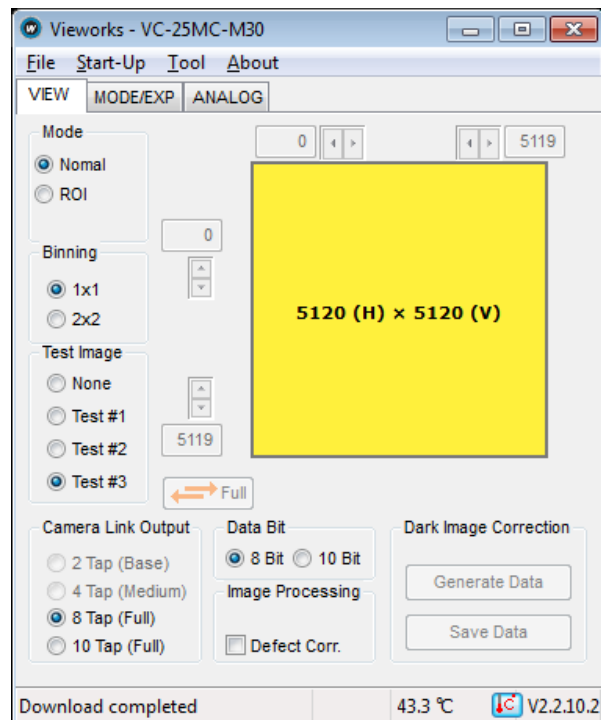 Vieworks - VC-25MC-M30
File Start-Up Tool About
VIEW MODE/EXP ANALOG
Mode
Nomal
ROI
0
5119
0
Binning
1x1
2x2
5120 (H) × 5120 (V)
Test Image
None
Test #1
Test #2
Test #3
5119
Full
Camera Link Output
2 Tap (Base)
4 Tap (Medium)
8 Tap (Full)
10 Tap (Full)
Data Bit
8 Bit 10 Bit
Image Processing
Defect Corr.
Dark Image Correction
Generate Data
Save Data
Download completed 43.3 ℃ C V2.2.10.2